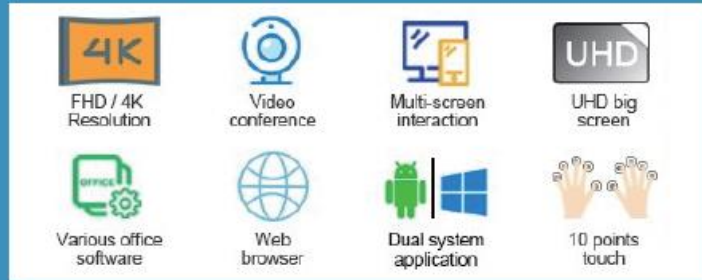 4K
UHD
FHD / 4K
Resolution
Video
conference
Multi-screen
interaction
UHD big
screen
OFFICE
Various office
software
Web
browser
Dual system
application
10 points
touch